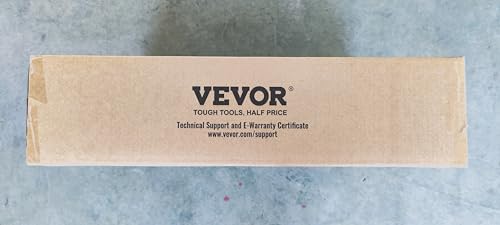 VEVOR®
TOUGH TOOLS, HALF PRICE
Technical Support and E-Warranty Certificate
www.vevor.com/support